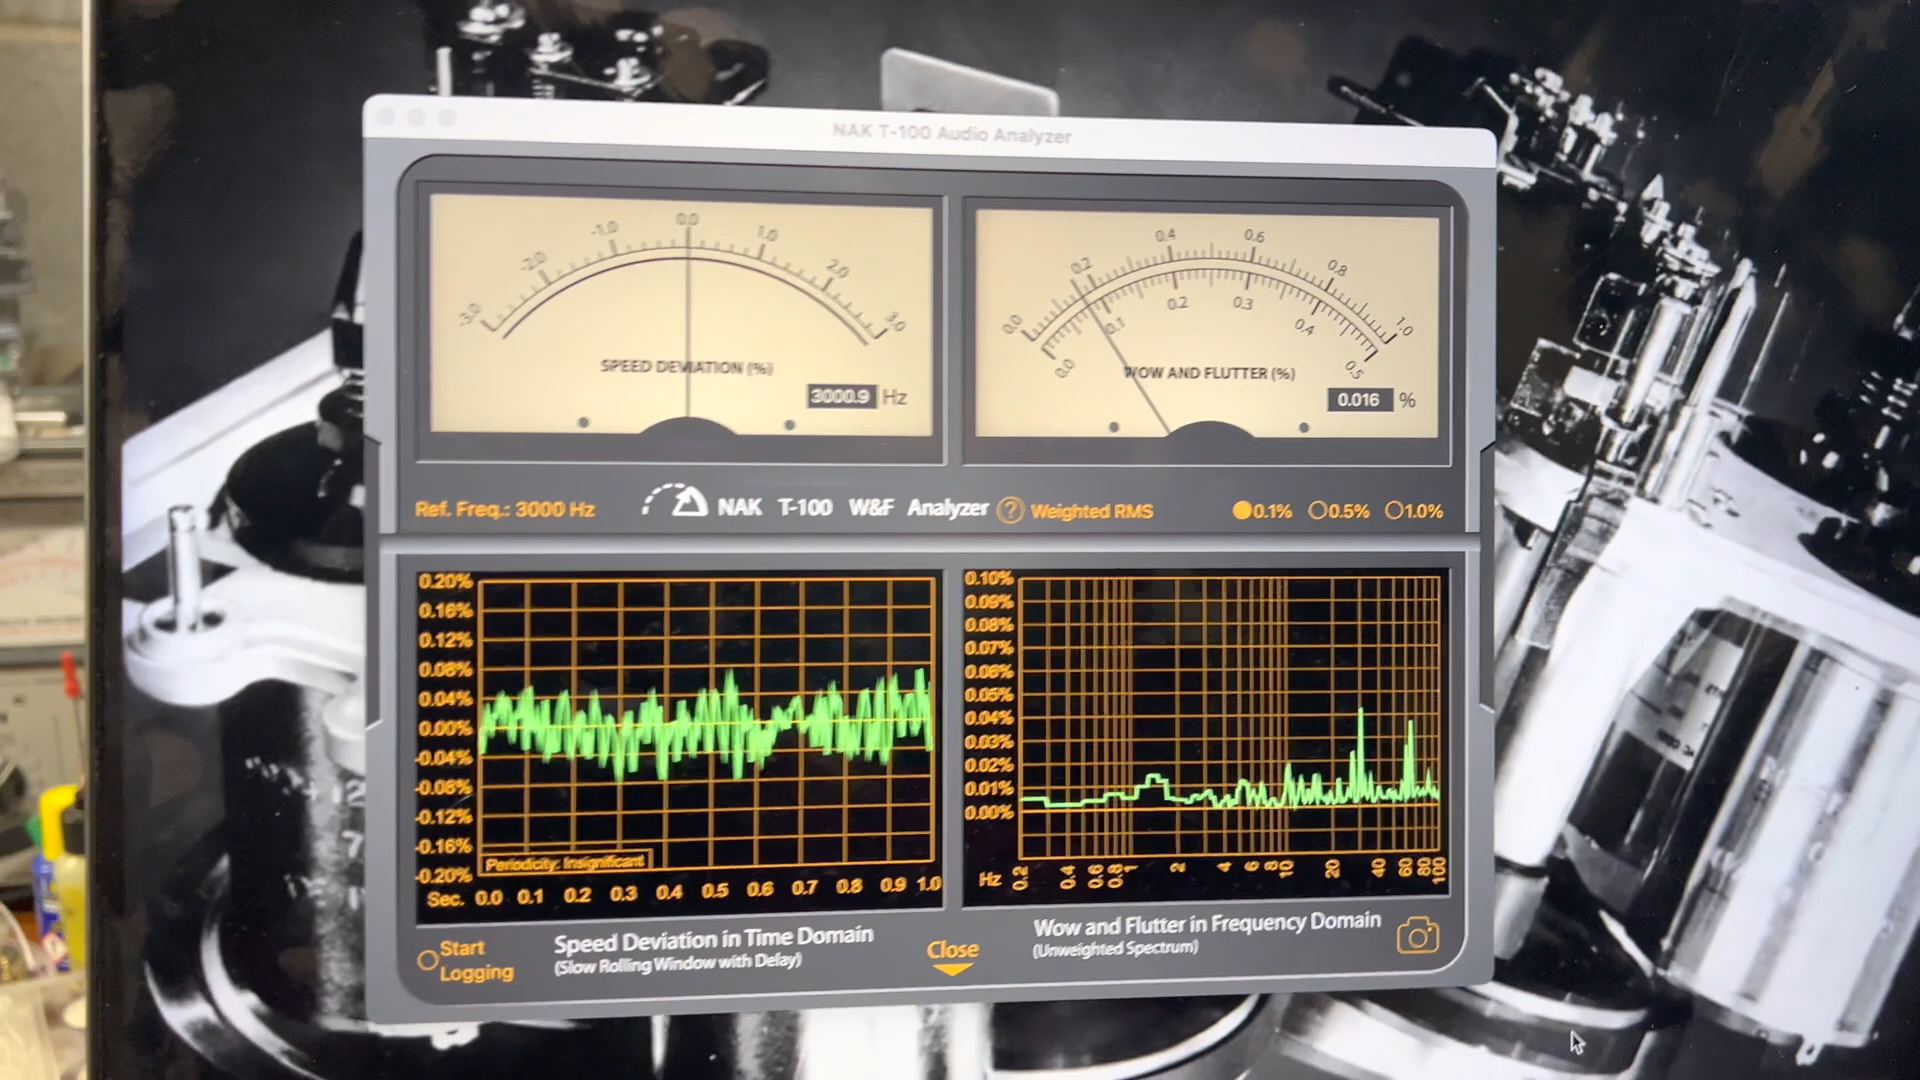 NAK T-100 Audio Analyzer
-3.0 -2.0 -1.0 0.0 1.0 2.0 3.0
SPEED DEVIATION (%)
3000.9 Hz
0.0 0.2 0.4 0.6 0.8 1.0
0.0 0.1 0.2 0.3 0.4 0.5
WOW AND FLUTTER (%)
0.016 %
Ref. Freq.: 3000 Hz
NAK T-100 W&F Analyzer
? Weighted RMS
0.1% 0.5% 1.0%
0.20%
0.16%
0.12%
0.08%
0.04%
0.00%
-0.04%
-0.08%
-0.12%
-0.16%
-0.20%
Periodicity: Insignificant
Sec. 0.0 0.1 0.2 0.3 0.4 0.5 0.6 0.7 0.8 0.9 1.0
0.10%
0.09%
0.08%
0.07%
0.06%
0.05%
0.04%
0.03%
0.02%
0.01%
0.00%
Hz 0.2 0.4 0.6 0.8 1 2 4 6 8 10 20 40 60 80 100
Start
Logging
Speed Deviation in Time Domain
(Slow Rolling Window with Delay)
Close
Wow and Flutter in Frequency Domain
(Unweighted Spectrum)